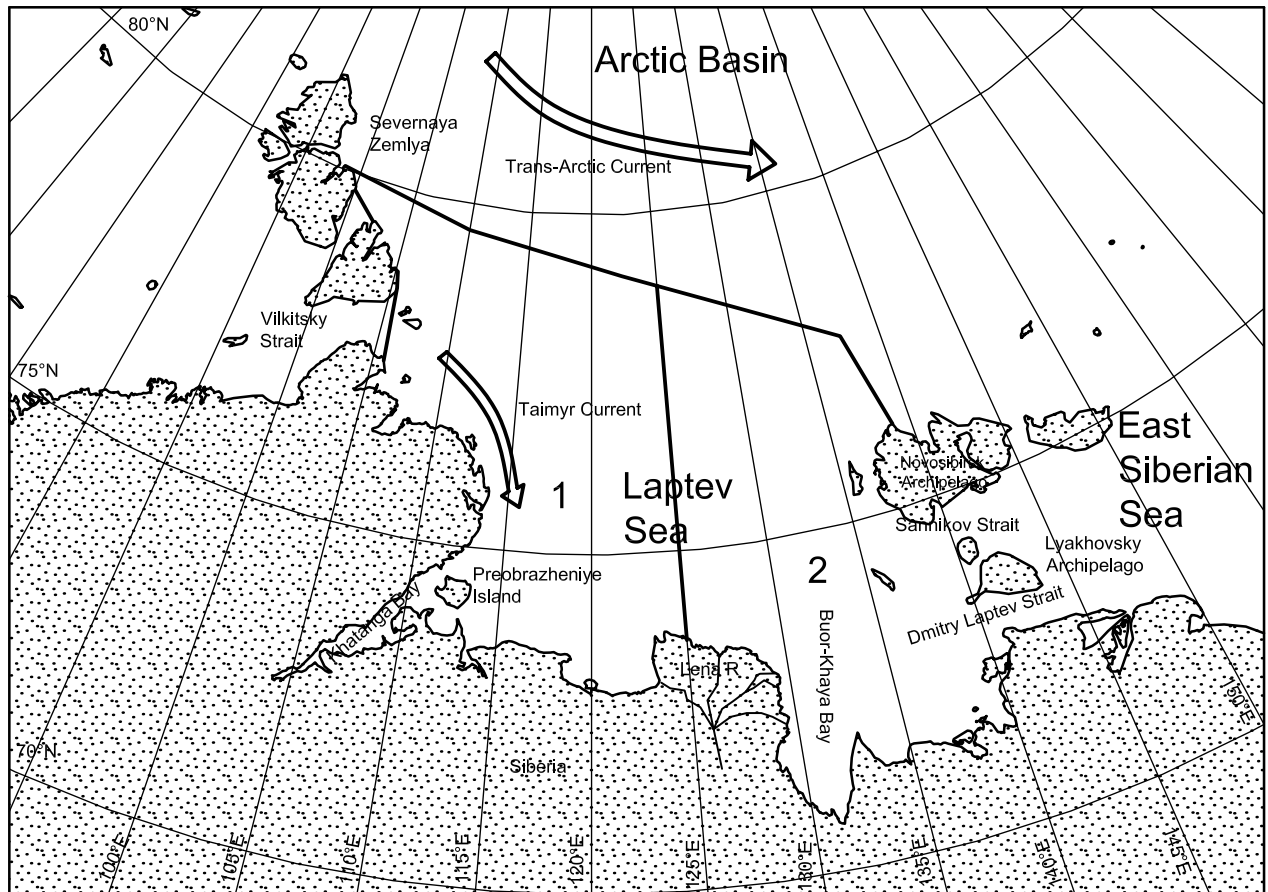 80°N
Arctic Basin
Severnaya
Zemlya
Trans-Arctic Current
Vilkitsky
Strait
75°N
Taimyr Current
East
Siberian
Sea
Novosibirsk
Archipelago
1
Laptev
Sea
Sannikov Strait
Lyakhovsky
Archipelago
2
Preobrazheniye
Island
Khatanga Bay
Dmitry Laptev Strait
Buor-Khaya Bay
Lena R.
150°E
70°N
Siberia
100°E
105°E
110°E
115°E
120°E
125°E
130°E
135°E
140°E
145°E